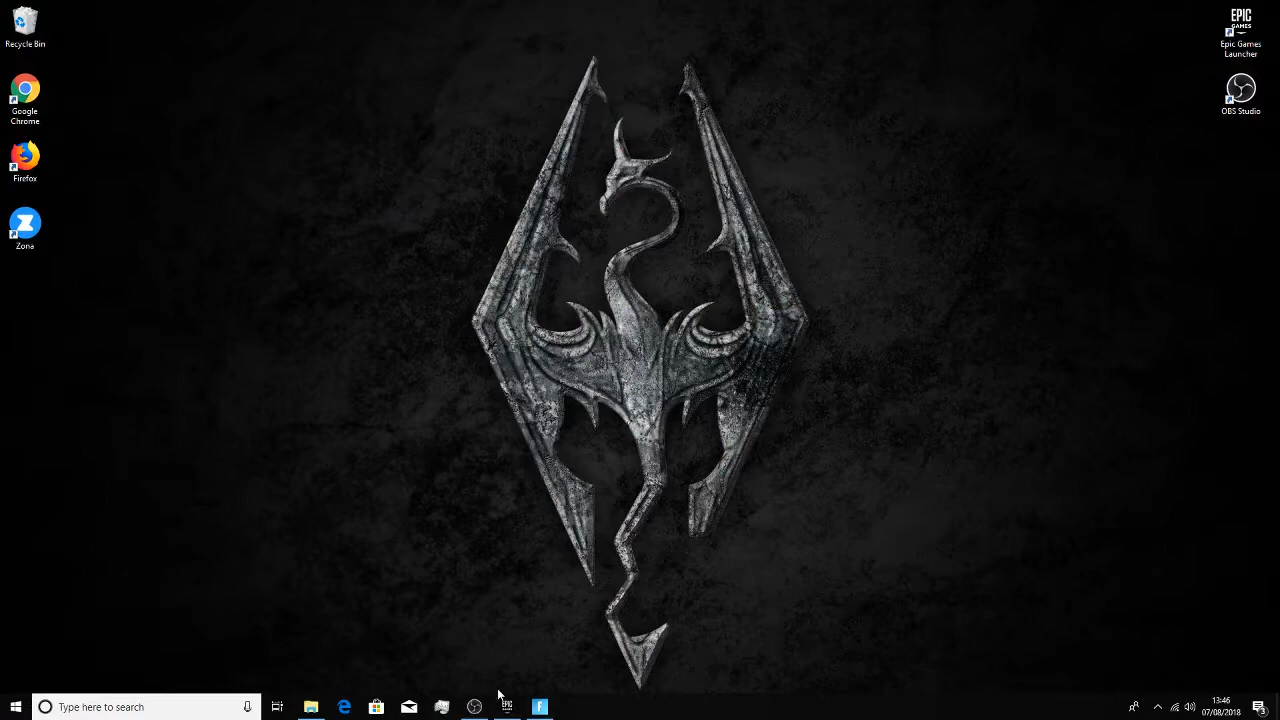 Recycle Bin
Google
Chrome
Firefox
Zona
EPIC
GAMES
Epic Games
Launcher
OBS Studio
Type here to search
EPIC
F
13:46
07/08/2018